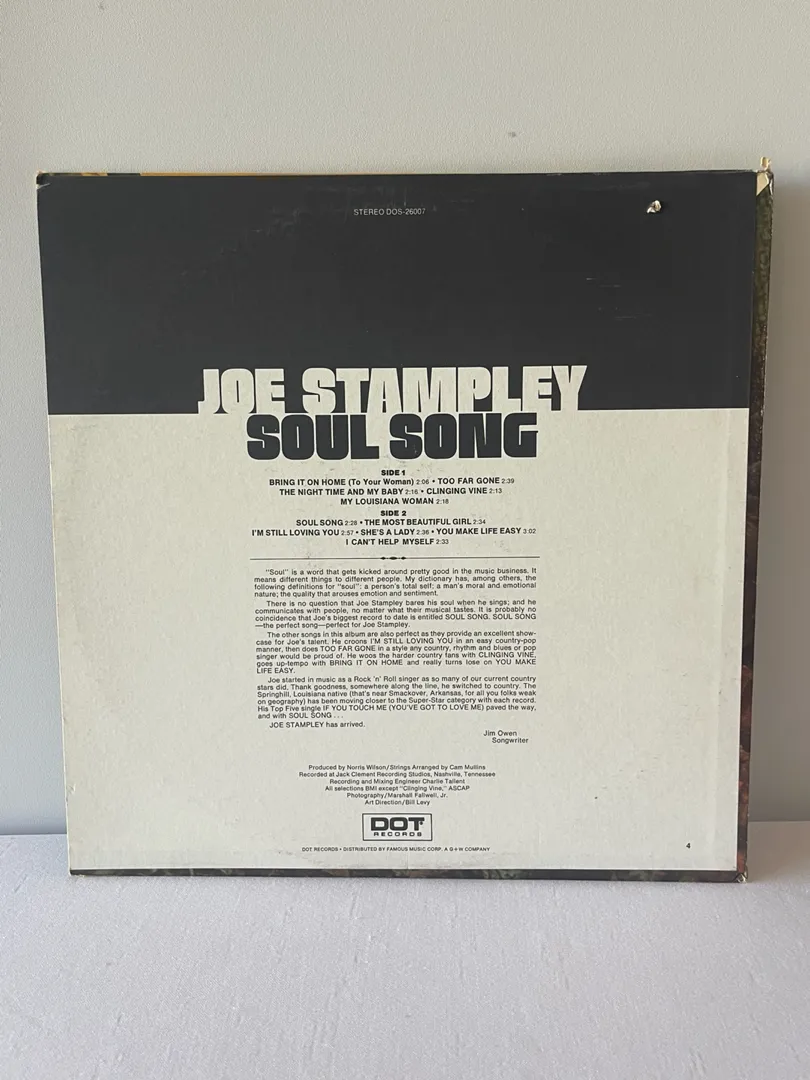 STEREO DOS-26007
JOE STAMPLEY
SOUL SONG
SIDE 1
BRING IT ON HOME (To Your Woman) 2:06 • TOO FAR GONE 2:39
THE NIGHT TIME AND MY BABY 2:16 • CLINGING VINE 2:13
MY LOUISIANA WOMAN 2:18
SIDE 2
SOUL SONG 2:28 • THE MOST BEAUTIFUL GIRL 2:34
I'M STILL LOVING YOU 2:57 • SHE'S A LADY 2:36 • YOU MAKE LIFE EASY 3:02
I CAN'T HELP MYSELF 2:33
"Soul" is a word that gets kicked around pretty good in the music business. It
means different things to different people. My dictionary has, among others, the
following definitions for "soul": a person's total self; a man's moral and emotional
nature; the quality that arouses emotion and sentiment.
There is no question that Joe Stampley bares his soul when he sings; and he
communicates with people, no matter what their musical tastes. It is probably no
coincidence that Joe's biggest record to date is entitled SOUL SONG. SOUL SONG
—the perfect song—perfect for Joe Stampley.
The other songs in this album are also perfect as they provide an excellent show-
case for Joe's talent. He croons I'M STILL LOVING YOU in an easy country-pop
manner, then does TOO FAR GONE in a style any country, rhythm and blues or pop
singer would be proud of. He woos the harder country fans with CLINGING VINE,
goes up-tempo with BRING IT ON HOME and really turns lose on YOU MAKE
LIFE EASY.
Joe started in music as a Rock 'n' Roll singer as so many of our current country
stars did. Thank goodness, somewhere along the line, he switched to country. The
Springhill, Louisiana native (that's near Smackover, Arkansas, for all you folks weak
on geography) has been moving closer to the Super-Star category with each record.
His Top Five single IF YOU TOUCH ME (YOU'VE GOT TO LOVE ME) paved the way,
and with SOUL SONG . . .
JOE STAMPLEY has arrived.
Jim Owen
Songwriter
Produced by Norris Wilson/Strings Arranged by Cam Mullins
Recorded at Jack Clement Recording Studios, Nashville, Tennessee
Recording and Mixing Engineer Charlie Tallent
All selections BMI except "Clinging Vine," ASCAP
Photography/Marshall Fallwell, Jr.
Art Direction/Bill Levy
DOT
RECORDS
DOT RECORDS • DISTRIBUTED BY FAMOUS MUSIC CORP. A G+W COMPANY
4